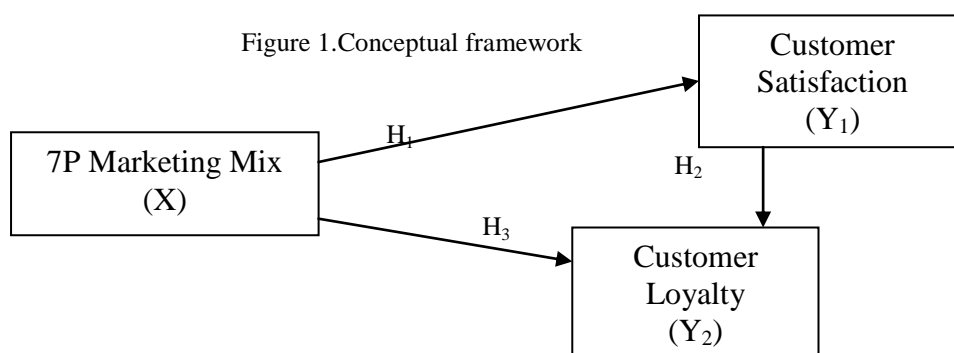 Figure 1.Conceptual framework
Customer
Satisfaction
(Y₁)
H₁
7P Marketing Mix
(X)
H₂
H₃
Customer
Loyalty
(Y₂)